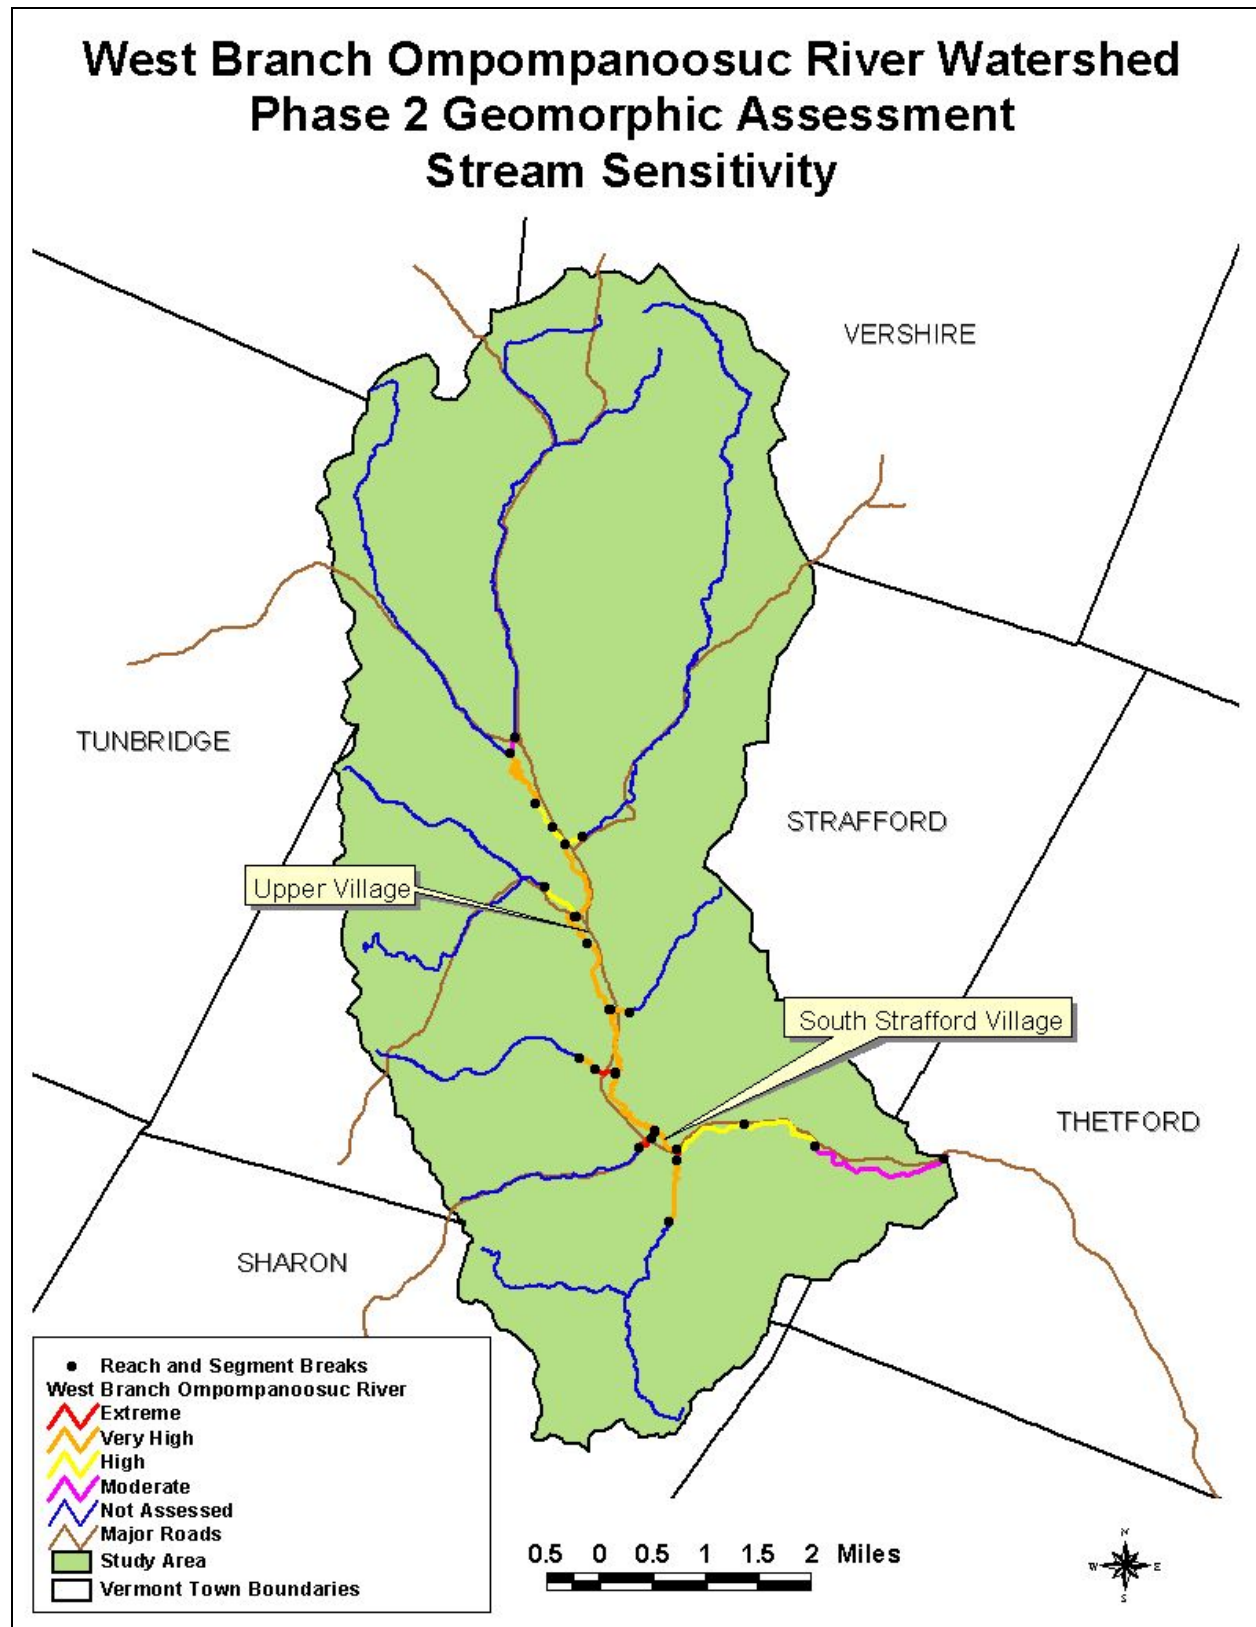 West Branch Ompompanoosuc River Watershed
Phase 2 Geomorphic Assessment
Stream Sensitivity
VERSHIRE
TUNBRIDGE
STRAFFORD
Upper Village
South Strafford Village
THETFORD
SHARON
Reach and Segment Breaks
West Branch Ompompanoosuc River
Extreme
Very High
High
Moderate
Not Assessed
Major Roads
Study Area
Vermont Town Boundaries
0.5 0 0.5 1 1.5 2 Miles
N
W E
S